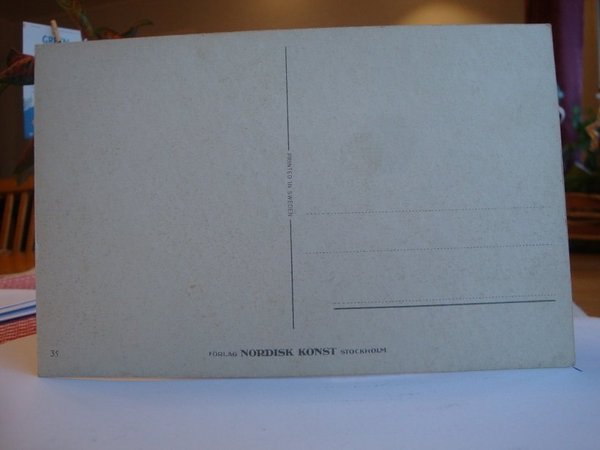 PRINTED IN SWEDEN
35
FÖRLAG NORDISK KONST STOCKHOLM